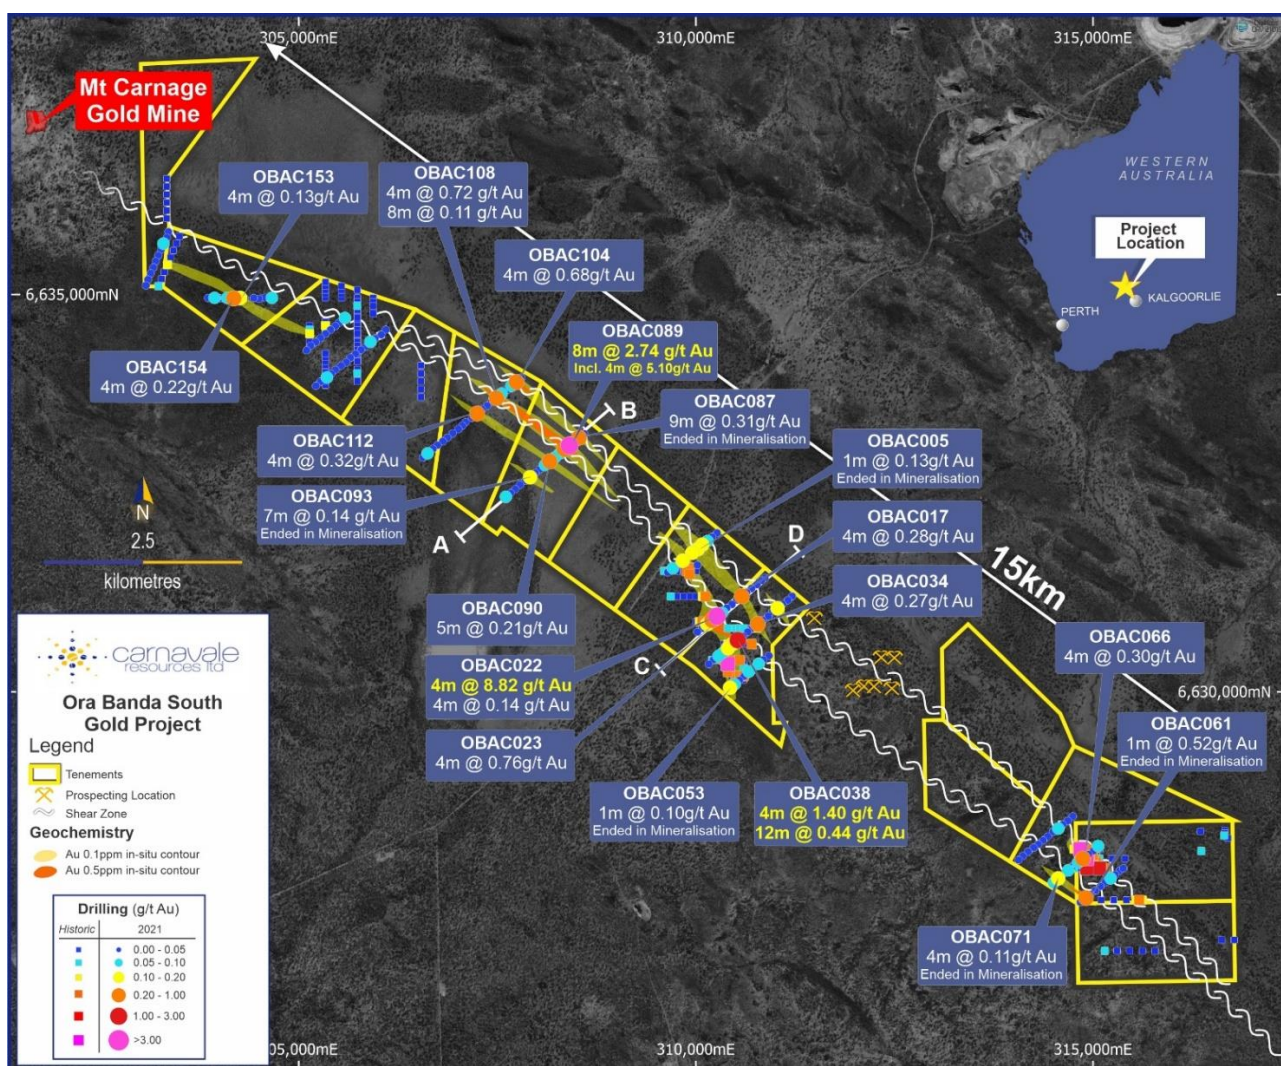 305,000mE
310,000mE
315,000mE
Mt Carnage
Gold Mine
WESTERN
AUSTRALIA
Project
Location
KALGOORLIE
PERTH
OBAC153
4m @ 0.13g/t Au
OBAC108
4m @ 0.72 g/t Au
8m @ 0.11 g/t Au
OBAC104
4m @ 0.68g/t Au
6,635,000mN
OBAC089
8m @ 2.74 g/t Au
Incl. 4m @ 5.10g/t Au
OBAC154
4m @ 0.22g/t Au
B
OBAC087
9m @ 0.31g/t Au
Ended in Mineralisation
OBAC112
4m @ 0.32g/t Au
OBAC005
1m @ 0.13g/t Au
Ended in Mineralisation
OBAC093
7m @ 0.14 g/t Au
Ended in Mineralisation
A
N
2.5
kilometres
OBAC017
4m @ 0.28g/t Au
D
15km
OBAC034
4m @ 0.27g/t Au
OBAC090
5m @ 0.21g/t Au
OBAC022
4m @ 8.82 g/t Au
4m @ 0.14 g/t Au
C
OBAC066
4m @ 0.30g/t Au
6,630,000mN
OBAC023
4m @ 0.76g/t Au
OBAC061
1m @ 0.52g/t Au
Ended in Mineralisation
OBAC053
1m @ 0.10g/t Au
Ended in Mineralisation
OBAC038
4m @ 1.40 g/t Au
12m @ 0.44 g/t Au
OBAC071
4m @ 0.11g/t Au
Ended in Mineralisation
carnavale
resources ltd
Ora Banda South
Gold Project
Legend
Tenements
Prospecting Location
Shear Zone
Geochemistry
Au 0.1ppm in-situ contour
Au 0.5ppm in-situ contour
Drilling (g/t Au)
Historic 2021
0.00 - 0.05
0.05 - 0.10
0.10 - 0.20
0.20 - 1.00
1.00 - 3.00
>3.00
05,000mE
310,000mE
315,000mE